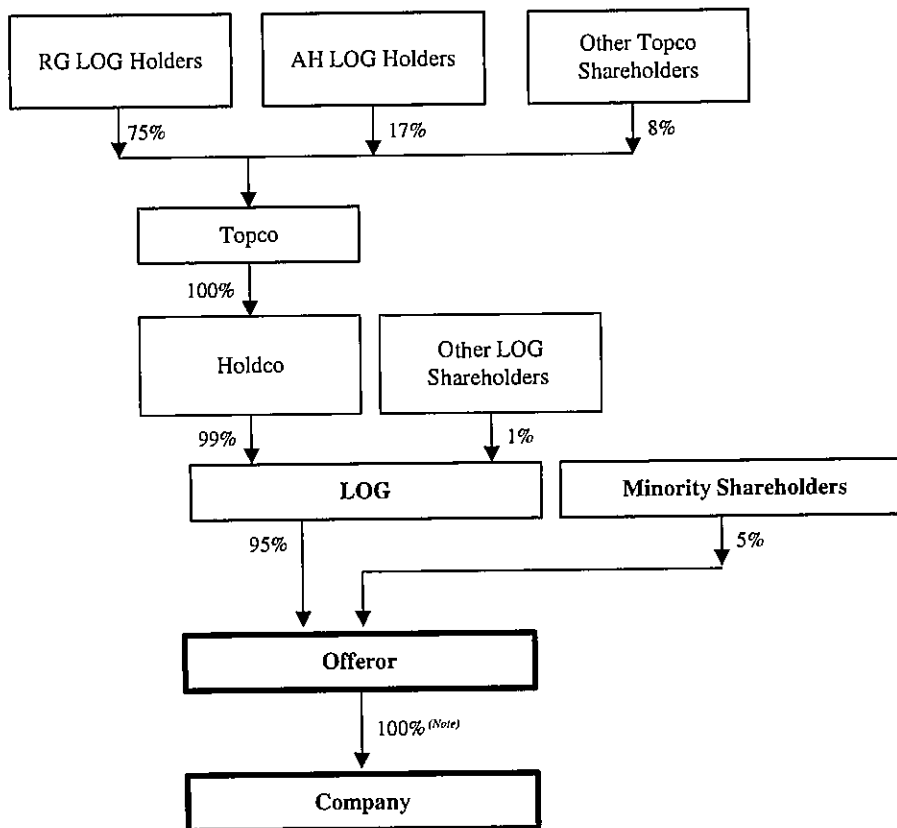 RG LOG Holders
AH LOG Holders
Other Topco
Shareholders
75%
17%
8%
Topco
100%
Holdco
Other LOG
Shareholders
99%
1%
LOG
Minority Shareholders
95%
5%
Offeror
100% (Note)
Company